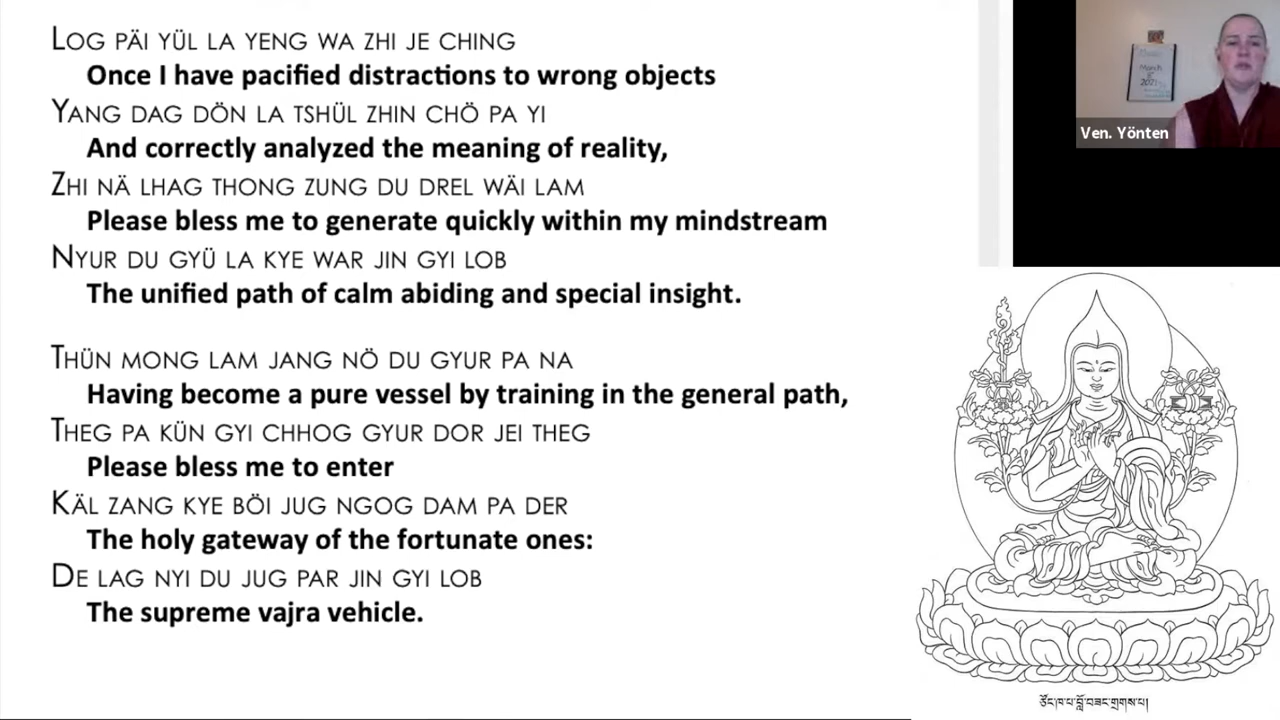 LOG PÄI YÜL LA YENG WA ZHI JE CHING
Once I have pacified distractions to wrong objects
YANG DAG DÖN LA TSHÜL ZHIN CHÖ PA YI
And correctly analyzed the meaning of reality,
ZHI NÄ LHAG THONG ZUNG DU DREL WÄI LAM
Please bless me to generate quickly within my mindstream
NYUR DU GYÜ LA KYE WAR JIN GYI LOB
The unified path of calm abiding and special insight.
THÜN MONG LAM JANG NÖ DU GYUR PA NA
Having become a pure vessel by training in the general path,
THEG PA KÜN GYI CHHOG GYUR DOR JEI THEG
Please bless me to enter
KÄL ZANG KYE BÖI JUG NGOG DAM PA DER
The holy gateway of the fortunate ones:
DE LAG NYI DU JUG PAR JIN GYI LOB
The supreme vajra vehicle.
March
2021
Ven. Yönten
ཙོང་ཁ་པ་བློ་བཟང་གྲགས་པ།